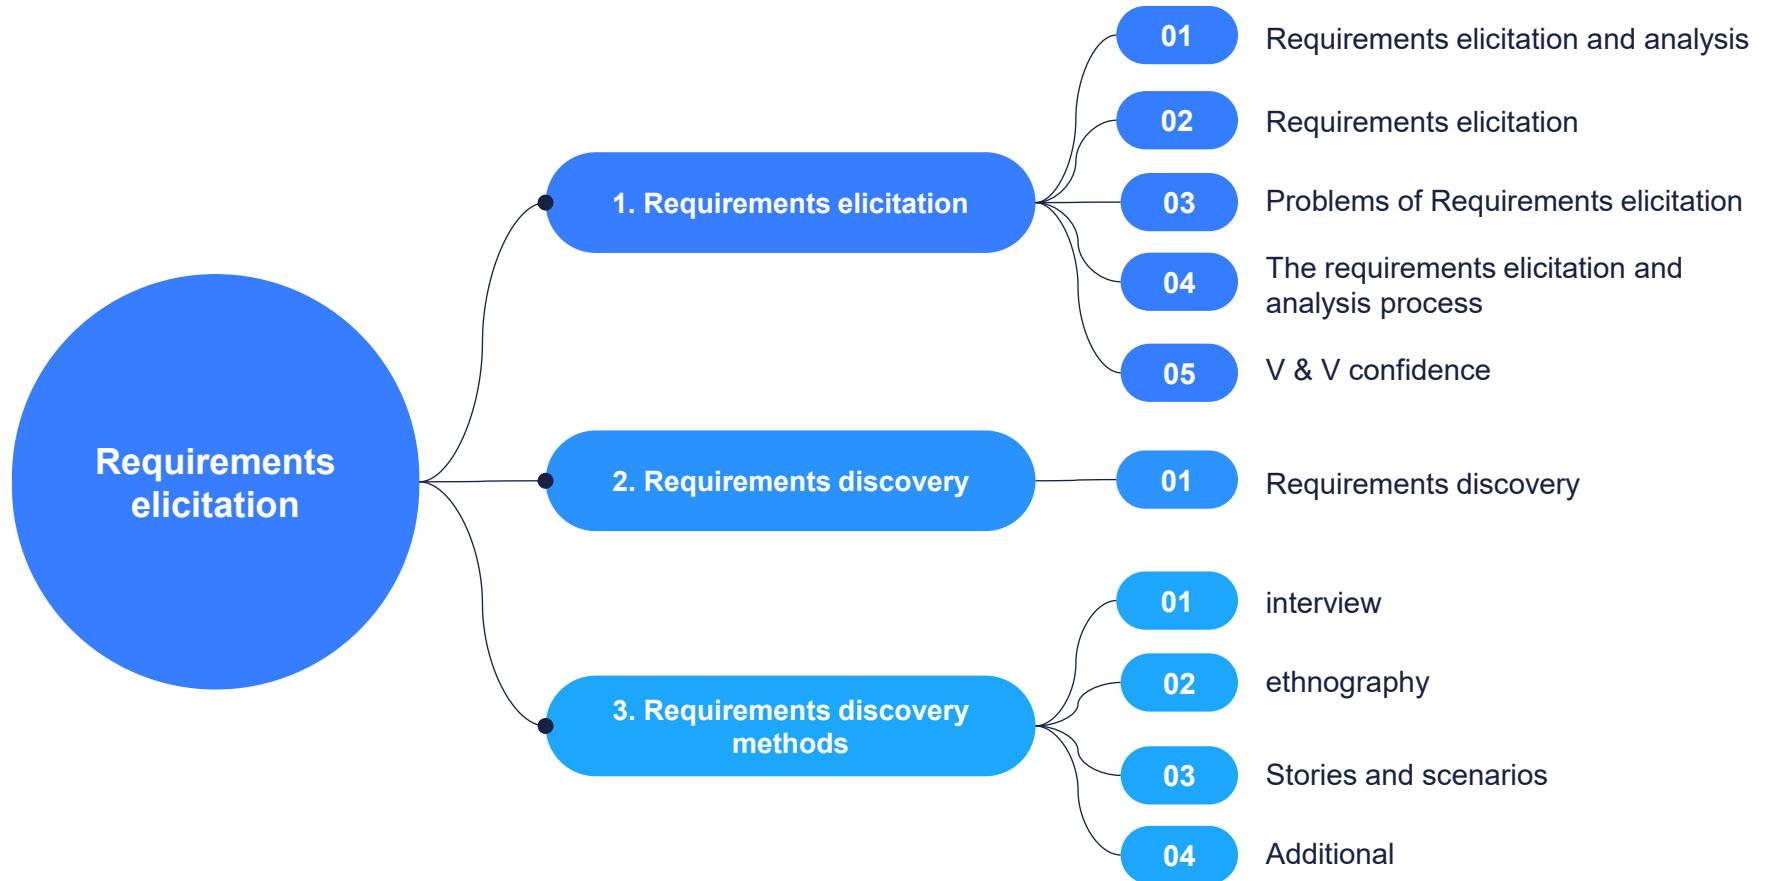 Requirements
elicitation
1. Requirements elicitation
01
Requirements elicitation and analysis
02
Requirements elicitation
03
Problems of Requirements elicitation
04
The requirements elicitation and
analysis process
05
V & V confidence
2. Requirements discovery
01
Requirements discovery
3. Requirements discovery
methods
01
interview
02
ethnography
03
Stories and scenarios
04
Additional